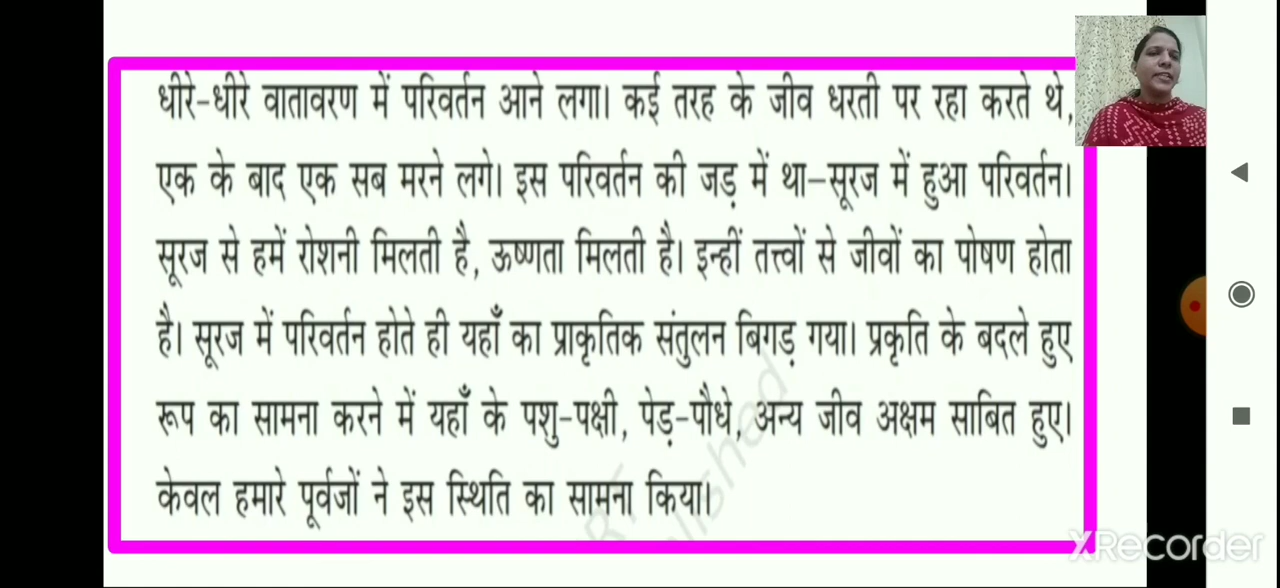 धीरे-धीरे वातावरण में परिवर्तन आने लगा। कई तरह के जीव धरती पर रहा करते थे,
एक के बाद एक सब मरने लगे। इस परिवर्तन की जड़ में था–सूरज में हुआ परिवर्तन।
सूरज से हमें रोशनी मिलती है, ऊष्णता मिलती है। इन्हीं तत्त्वों से जीवों का पोषण होता
है। सूरज में परिवर्तन होते ही यहाँ का प्राकृतिक संतुलन बिगड़ गया। प्रकृति के बदले हुए
रूप का सामना करने में यहाँ के पशु-पक्षी, पेड़-पौधे, अन्य जीव अक्षम साबित हुए।
केवल हमारे पूर्वजों ने इस स्थिति का सामना किया।
XRecorder